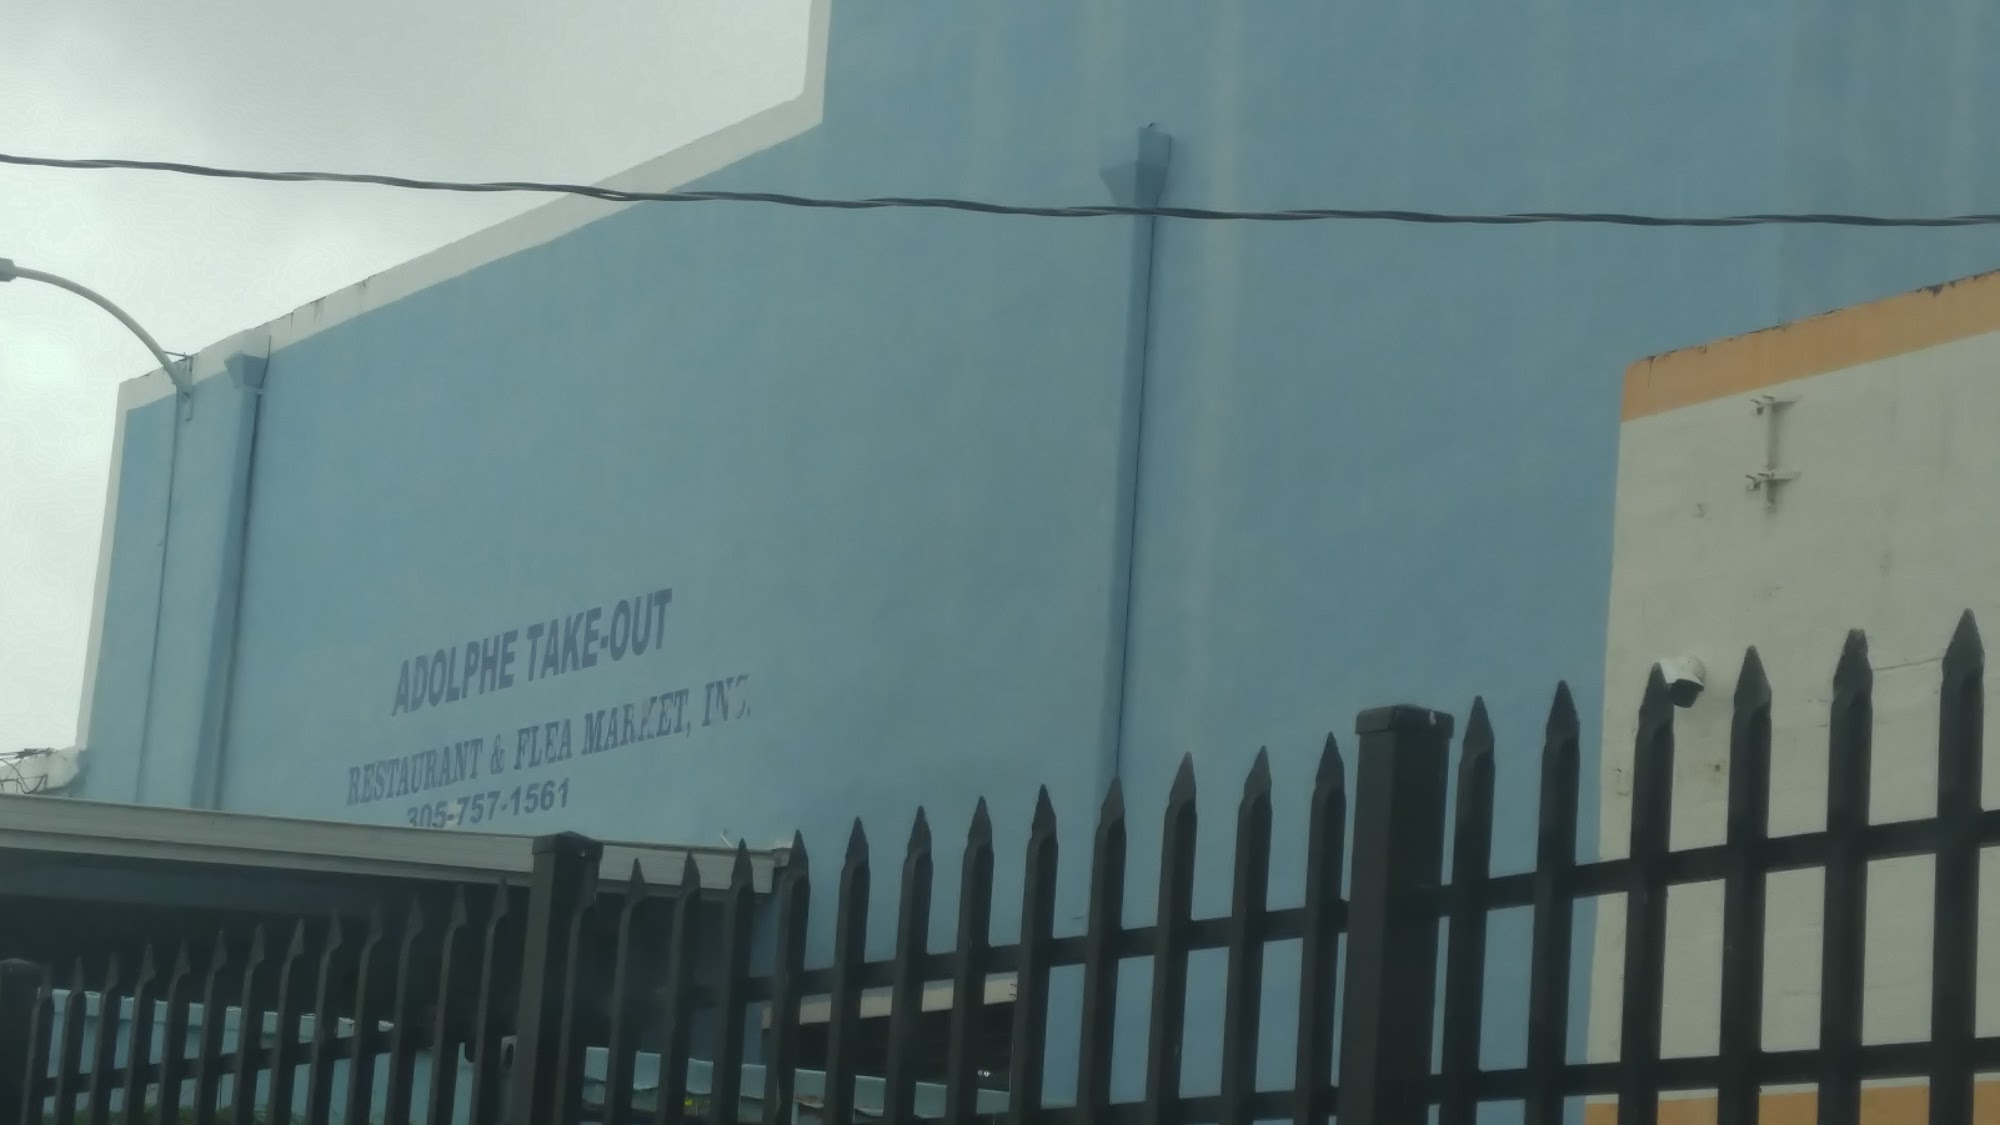 ADOLPHE TAKE-OUT
RESTAURANT & FLEA MARKET, INC.
305-757-1561